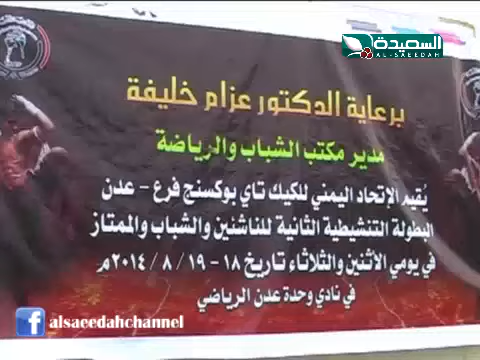 السعيدة
AL-SAEEDAH
برعاية الدكتور عزام خليفة
مدير مكتب الشباب والرياضة
يُقيم الإتحاد اليمني للكيك تاي بوكسنج فرع - عدن
البطولة التنشيطية الثانية للناشئين والشباب والممتاز
في يومي الاثنين والثلاثاء تاريخ ١٨ - ١٩ / ٨ / ٢٠١٤م
في نادي وحدة عدن الرياضي
alsaeedahchannel